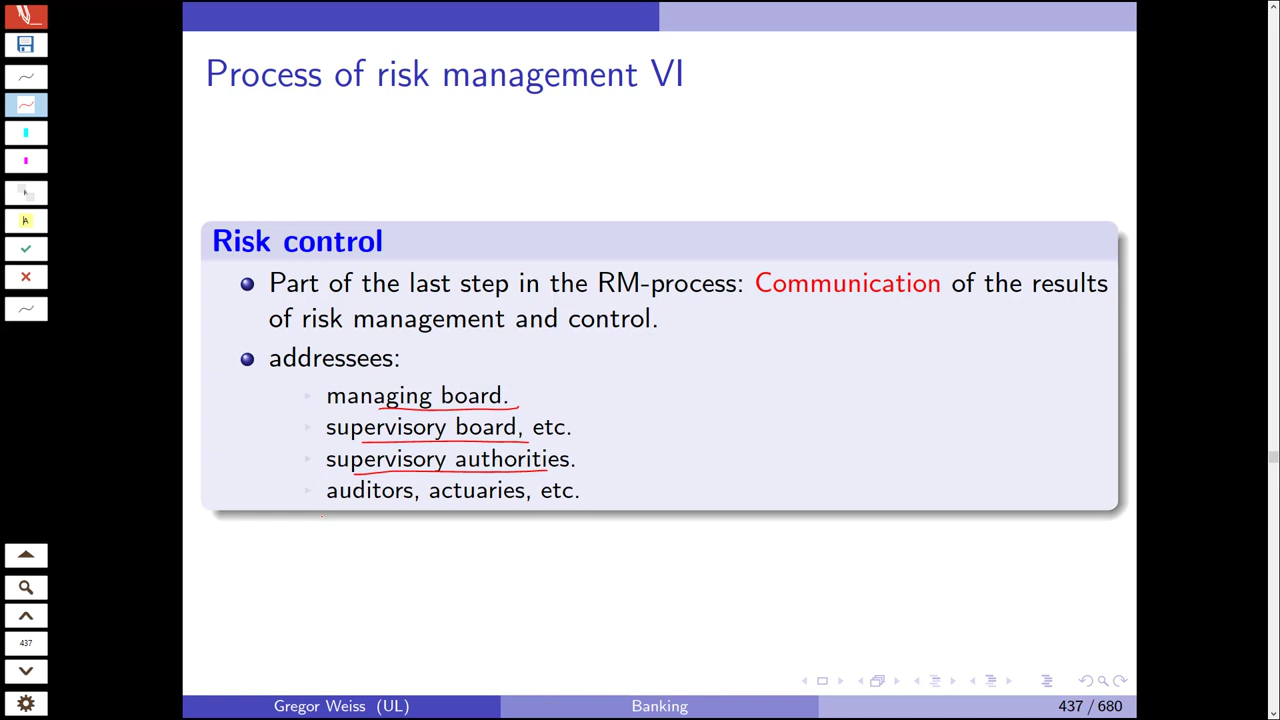 Process of risk management VI
Risk control
Part of the last step in the RM-process: Communication of the results
of risk management and control.
addressees:
managing board.
supervisory board, etc.
supervisory authorities.
auditors, actuaries, etc.
437
Gregor Weiss (UL)
Banking
437 / 680